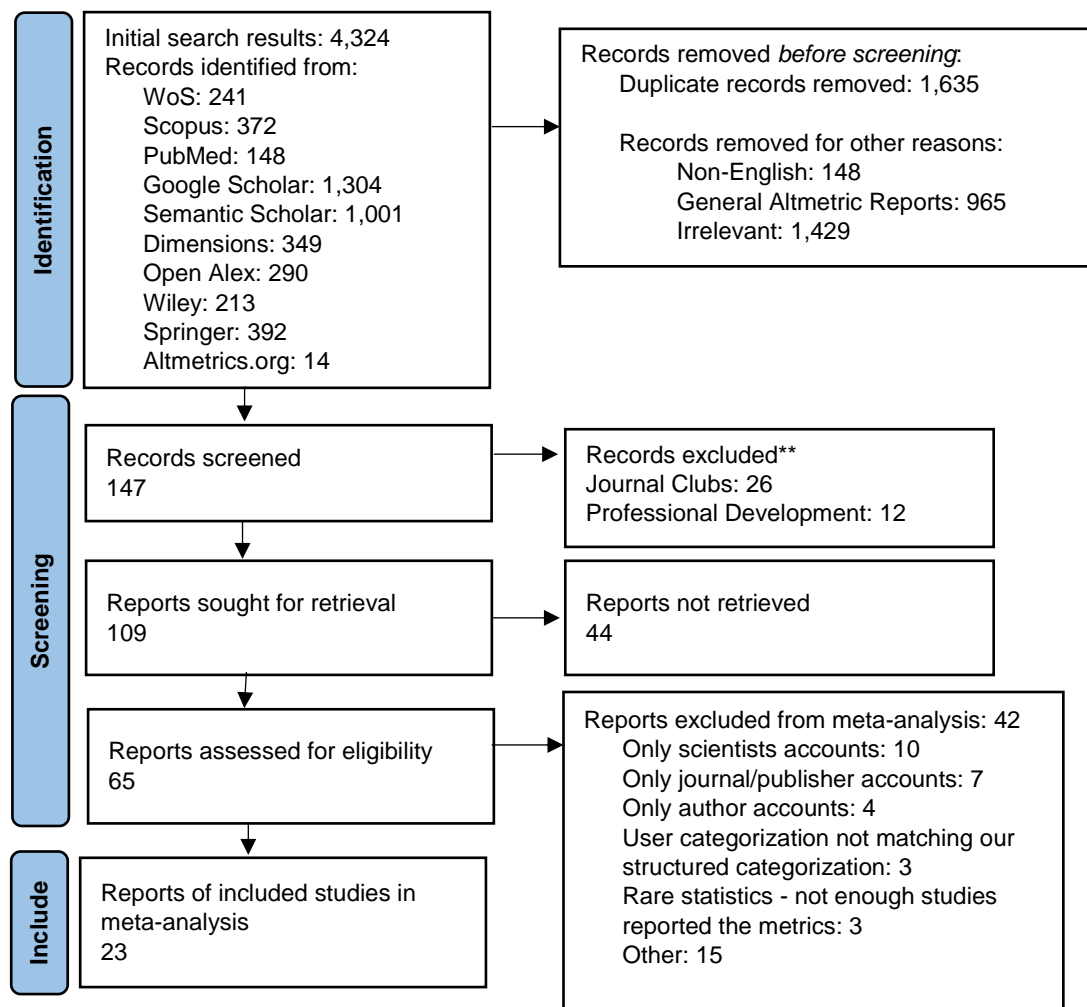 Identification
Initial search results: 4,324
Records identified from:
WoS: 241
Scopus: 372
PubMed: 148
Google Scholar: 1,304
Semantic Scholar: 1,001
Dimensions: 349
Open Alex: 290
Wiley: 213
Springer: 392
Altmetrics.org: 14
Records removed before screening:
Duplicate records removed: 1,635
Records removed for other reasons:
Non-English: 148
General Altmetric Reports: 965
Irrelevant: 1,429
Screening
Records screened
147
Records excluded**
Journal Clubs: 26
Professional Development: 12
Reports sought for retrieval
109
Reports not retrieved
44
Reports assessed for eligibility
65
Reports excluded from meta-analysis: 42
Only scientists accounts: 10
Only journal/publisher accounts: 7
Only author accounts: 4
User categorization not matching our
structured categorization: 3
Rare statistics - not enough studies
reported the metrics: 3
Other: 15
Include
Reports of included studies in
meta-analysis
23